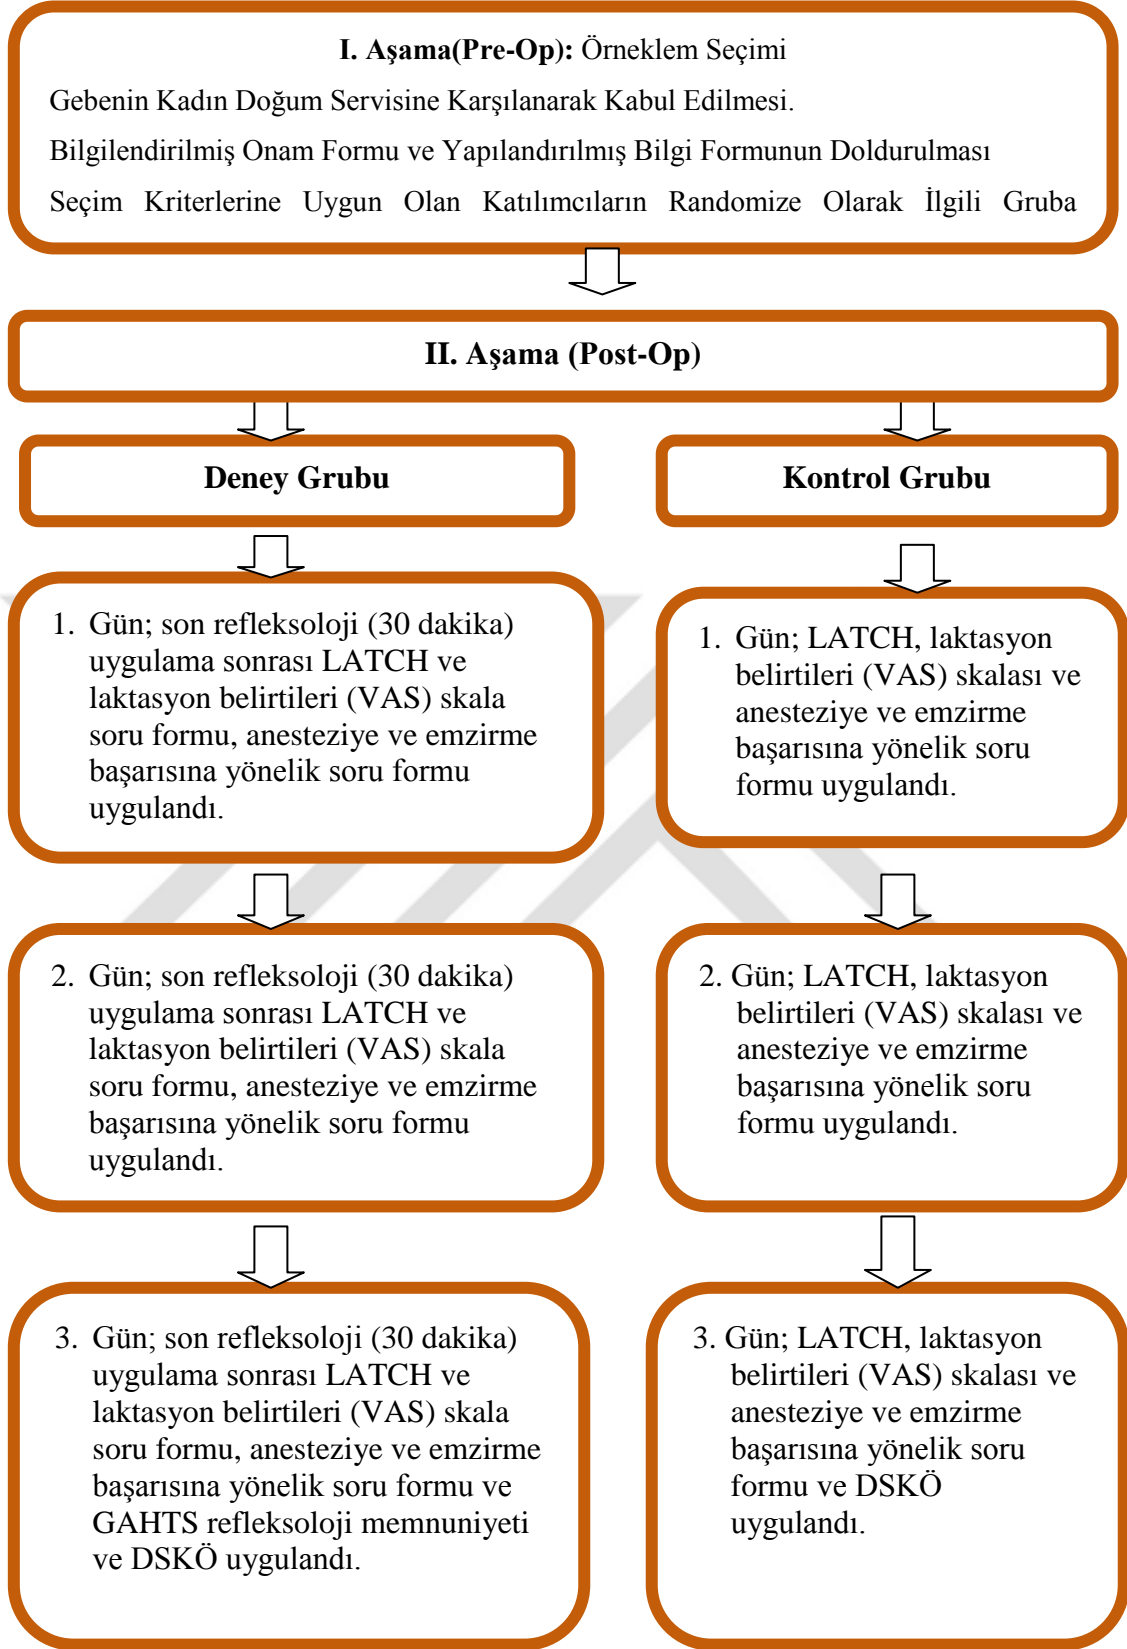 I. Aşama(Pre-Op): Örneklem Seçimi
Gebenin Kadın Doğum Servisine Karşılanarak Kabul Edilmesi.
Bilgilendirilmiş Onam Formu ve Yapılandırılmış Bilgi Formunun Doldurulması
Seçim Kriterlerine Uygun Olan Katılımcıların Randomize Olarak İlgili Gruba
II. Aşama (Post-Op)
Deney Grubu
Kontrol Grubu
1. Gün; son refleksoloji (30 dakika)
uygulama sonrası LATCH ve
laktasyon belirtileri (VAS) skala
soru formu, anesteziye ve emzirme
başarısına yönelik soru formu
uygulandı.
1. Gün; LATCH, laktasyon
belirtileri (VAS) skalası ve
anesteziye ve emzirme
başarısına yönelik soru
formu uygulandı.
2. Gün; son refleksoloji (30 dakika)
uygulama sonrası LATCH ve
laktasyon belirtileri (VAS) skala
soru formu, anesteziye ve emzirme
başarısına yönelik soru formu
uygulandı.
2. Gün; LATCH, laktasyon
belirtileri (VAS) skalası ve
anesteziye ve emzirme
başarısına yönelik soru
formu uygulandı.
3. Gün; son refleksoloji (30 dakika)
uygulama sonrası LATCH ve
laktasyon belirtileri (VAS) skala
soru formu, anesteziye ve emzirme
başarısına yönelik soru formu ve
GAHTS refleksoloji memnuniyeti
ve DSKÖ uygulandı.
3. Gün; LATCH, laktasyon
belirtileri (VAS) skalası ve
anesteziye ve emzirme
başarısına yönelik soru
formu ve DSKÖ
uygulandı.